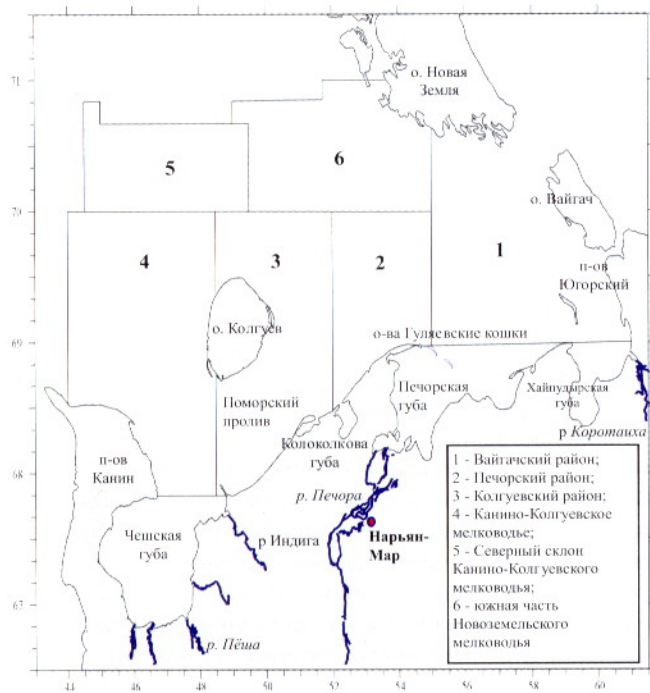 71
о. Новая
Земля
5
6
о. Вайгач
70
4
3
2
1
п-ов
Югорский
о. Колгуев
о-ва Гуляевские кошки
69
Печорская
губа
Хайпудырская
губа
Поморский
пролив
Колоколкова
губа
р Коротаиха
п-ов
Канин
68
р. Печора
Чешская
губа
р Индига
Нарьян-
Мар
67
р. Пёша
1 - Вайгачский район;
2 - Печорский район;
3 - Колгуевский район;
4 - Канино-Колгуевское
мелководье;
5 - Северный склон
Канино-Колгуевского
мелководья;
6 - южная часть
Новоземельского
мелководья
44 46 48 50 52 54 56 58 60